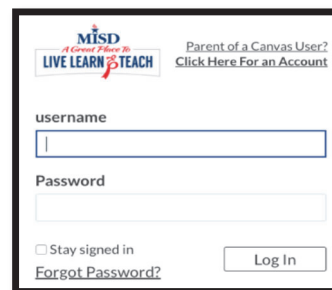 MISD
A Great Place To
LIVE LEARN & TEACH
Parent of a Canvas User?
Click Here For an Account
username
Password
Stay signed in
Log In
Forgot Password?